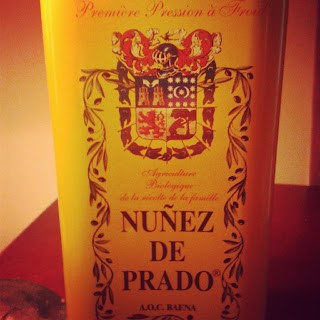 Première Pression à Froid
Agriculture
Biologique
de la récolte de la famille
NUÑEZ
DE
PRADO®
A.O.C. BAENA